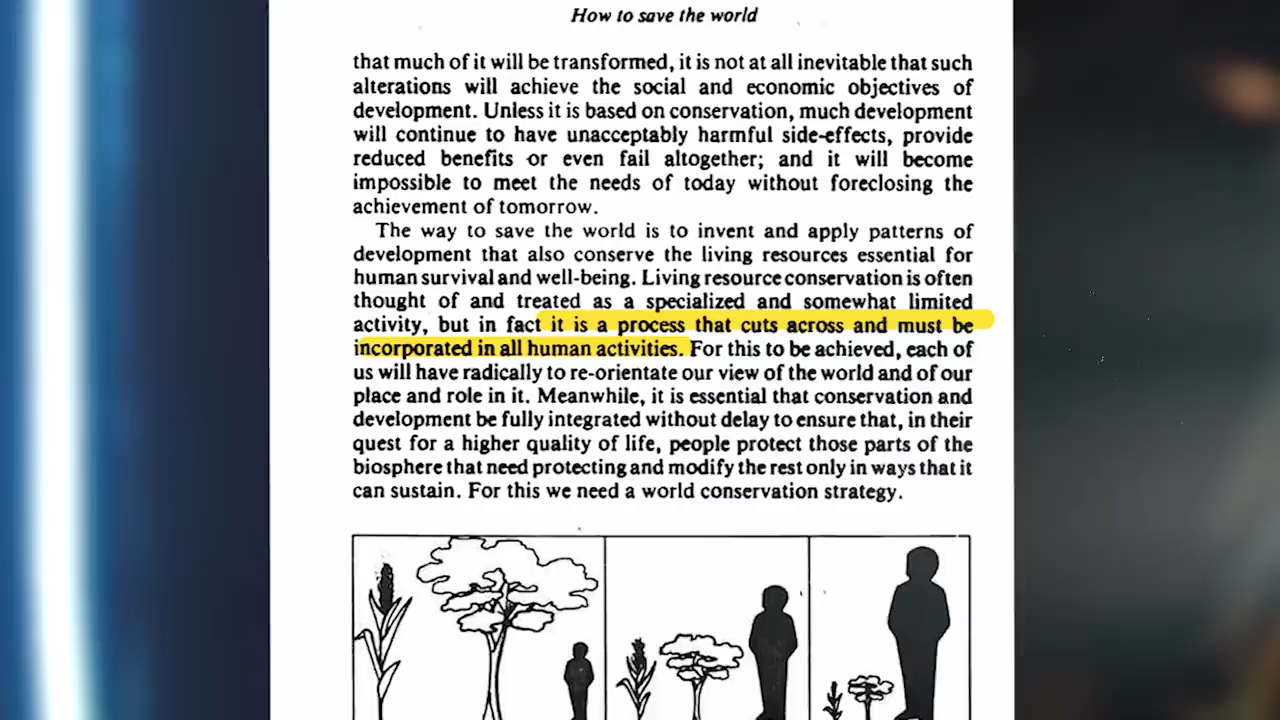 How to save the world
that much of it will be transformed, it is not at all inevitable that such
alterations will achieve the social and economic objectives of
development. Unless it is based on conservation, much development
will continue to have unacceptably harmful side-effects, provide
reduced benefits or even fail altogether; and it will become
impossible to meet the needs of today without foreclosing the
achievement of tomorrow.
The way to save the world is to invent and apply patterns of
development that also conserve the living resources essential for
human survival and well-being. Living resource conservation is often
thought of and treated as a specialized and somewhat limited
activity, but in fact it is a process that cuts across and must be
incorporated in all human activities. For this to be achieved, each of
us will have radically to re-orientate our view of the world and of our
place and role in it. Meanwhile, it is essential that conservation and
development be fully integrated without delay to ensure that, in their
quest for a higher quality of life, people protect those parts of the
biosphere that need protecting and modify the rest only in ways that it
can sustain. For this we need a world conservation strategy.